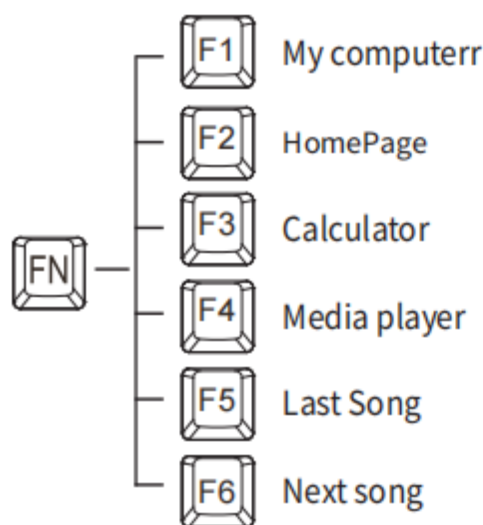 F1 My computerr
F2 HomePage
F3 Calculator
FN
F4 Media player
F5 Last Song
F6 Next song